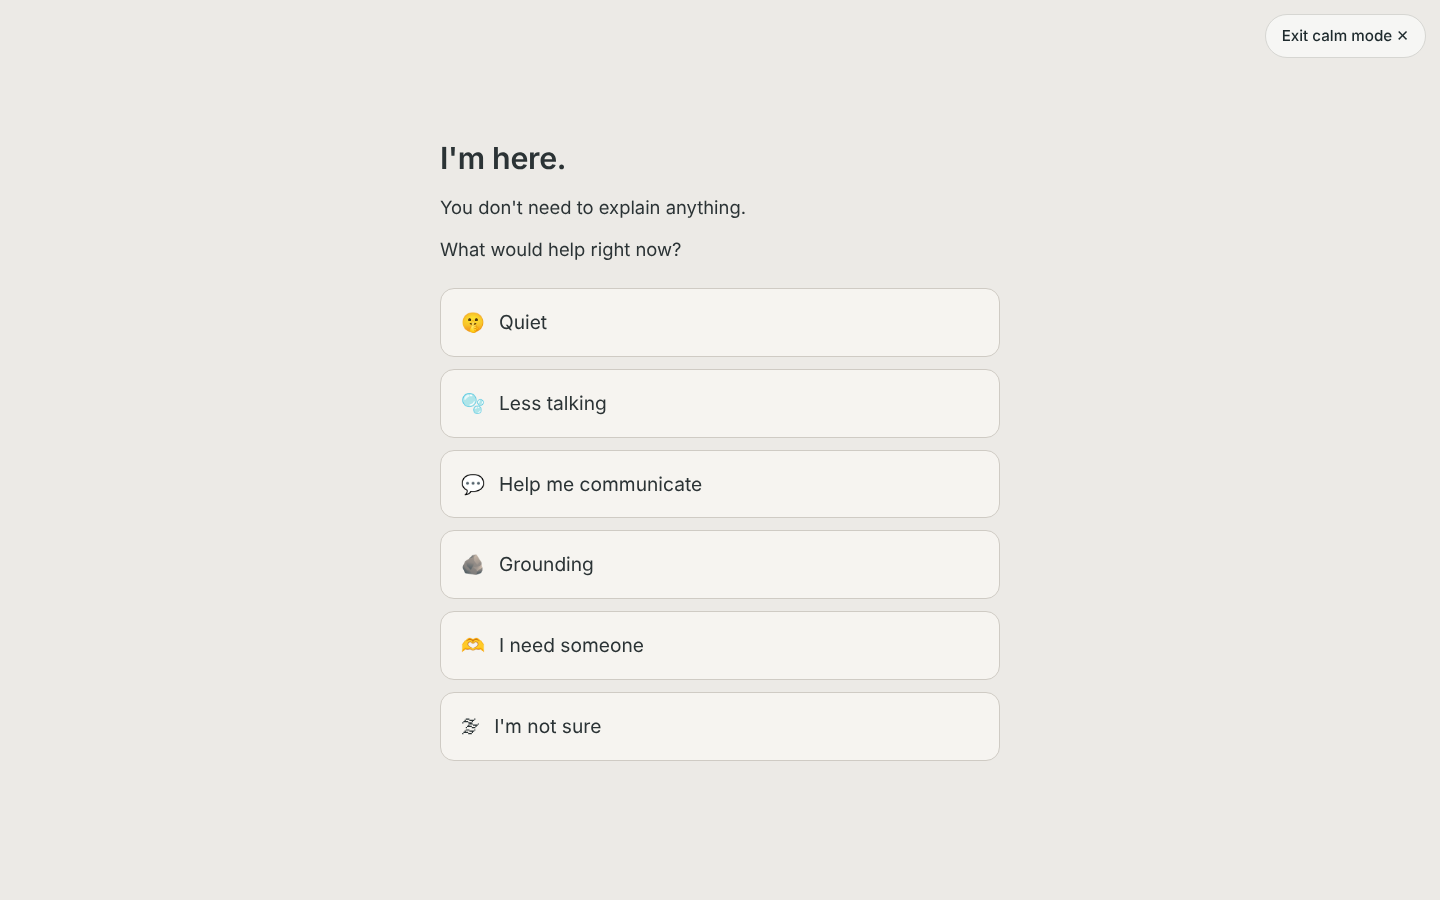 Exit calm mode ✕
I'm here.
You don't need to explain anything.
What would help right now?
🤫 Quiet
🫧 Less talking
💬 Help me communicate
🪨 Grounding
🫶 I need someone
🌫 I'm not sure